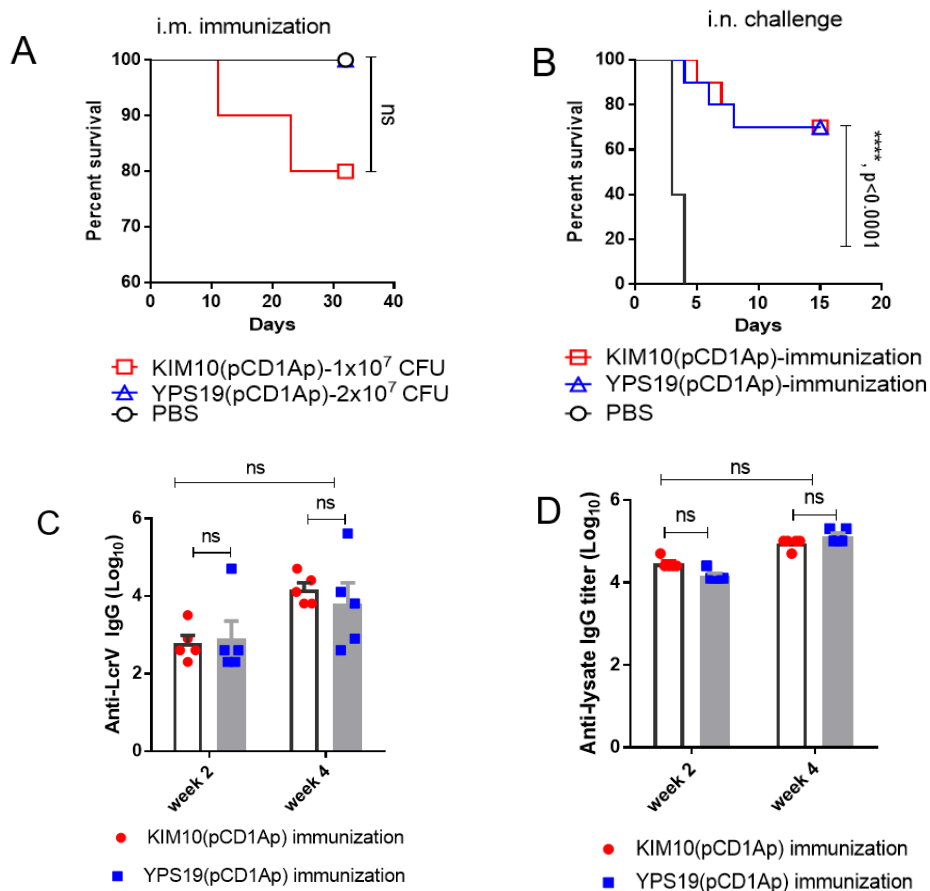 i.m. immunization
A
100
90
80
70
60
Percent survival
0 10 20 30 40
Days
ns
KIM10(pCD1Ap)-1x10⁷ CFU
YPS19(pCD1Ap)-2x10⁷ CFU
PBS
i.n. challenge
B
100
80
60
40
20
0
Percent survival
0 5 10 15 20
Days
****, p<0.0001
KIM10(pCD1Ap)-immunization
YPS19(pCD1Ap)-immunization
PBS
C
ns
ns
ns
6
4
2
0
Anti-LcrV IgG (Log₁₀)
week 2
week 4
KIM10(pCD1Ap) immunization
YPS19(pCD1Ap) immunization
D
ns
ns
ns
6
4
2
0
Anti-lysate IgG titer (Log₁₀)
week 2
week 4
KIM10(pCD1Ap) immunization
YPS19(pCD1Ap) immunization